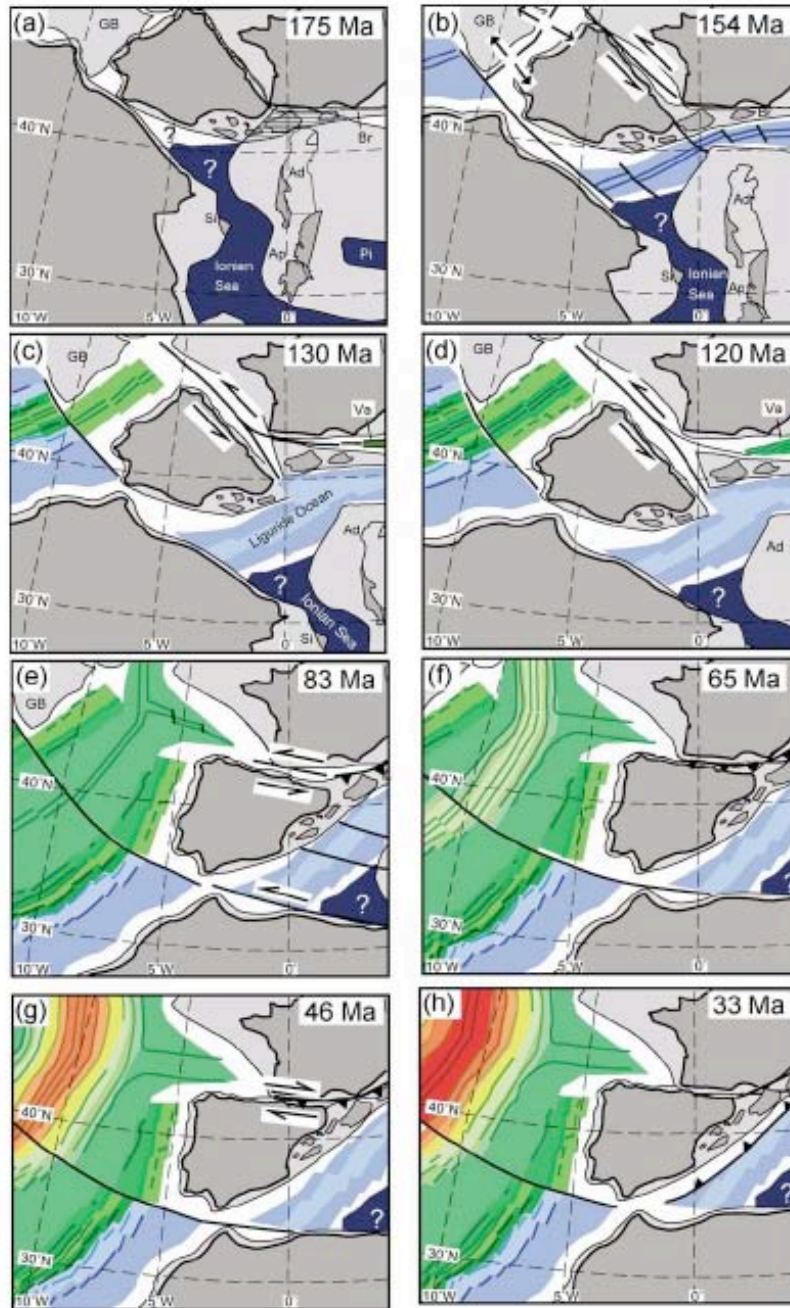 (a)
GB
175 Ma
40°N
?
?
Br
Ad
Si
Ap
Pi
Ionian
Sea
30°N
10°W
5°W
0°
(b)
GB
154 Ma
40°N
Ad
?
Si
Ionian
Sea
Ap
30°N
10°W
5°W
0°
(c)
GB
130 Ma
Va
40°N
Liguride Ocean
Ad
?
Ionian Sea
30°N
Si
10°W
5°W
0°
(d)
GB
120 Ma
Va
40°N
Ad
?
30°N
10°W
5°W
0°
(e)
GB
83 Ma
40°N
?
30°N
10°W
5°W
0°
(f)
65 Ma
40°N
?
30°N
10°W
5°W
0°
(g)
46 Ma
40°N
?
30°N
10°W
5°W
0°
(h)
33 Ma
40°N
?
30°N
10°W
5°W
0°